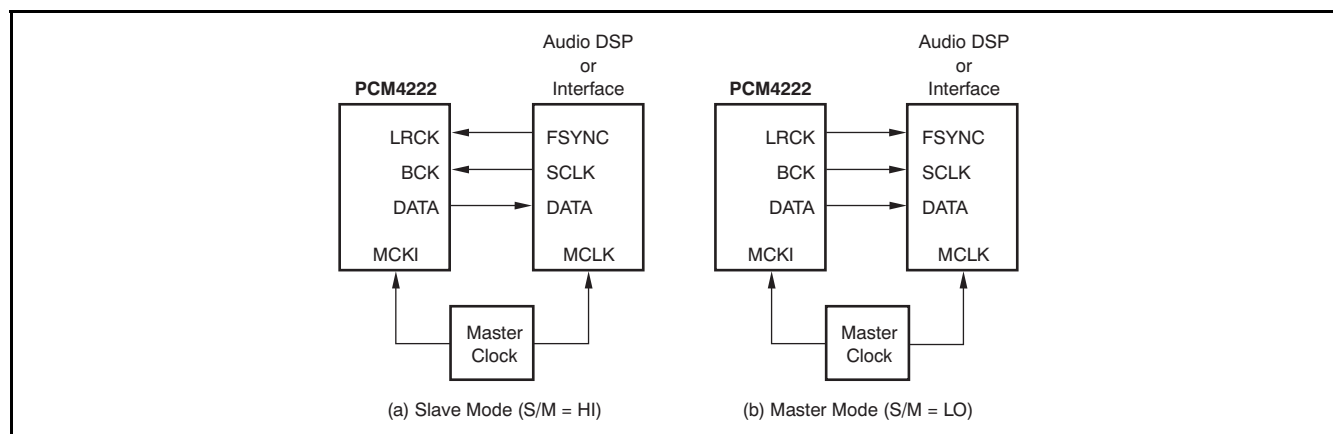 Audio DSP
or
Interface
PCM4222
LRCK
BCK
DATA
MCKI
FSYNC
SCLK
DATA
MCLK
Master
Clock
(a) Slave Mode (S/M = HI)
Audio DSP
or
Interface
PCM4222
LRCK
BCK
DATA
MCKI
FSYNC
SCLK
DATA
MCLK
Master
Clock
(b) Master Mode (S/M = LO)